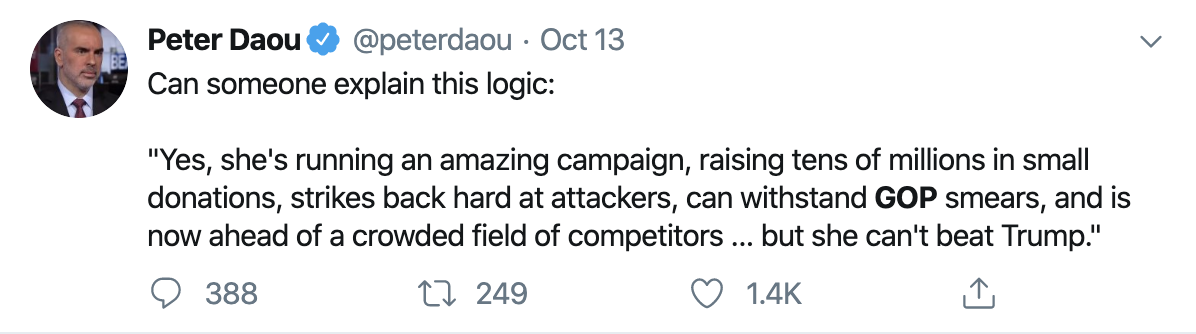 Peter Daou @peterdaou · Oct 13
Can someone explain this logic:
"Yes, she's running an amazing campaign, raising tens of millions in small
donations, strikes back hard at attackers, can withstand GOP smears, and is
now ahead of a crowded field of competitors ... but she can't beat Trump."
388 249 1.4K